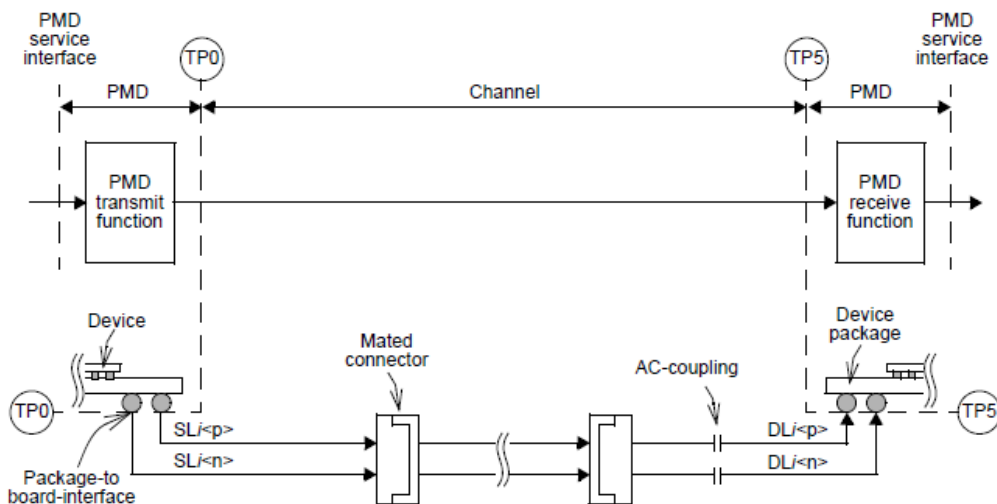 PMD
service
interface
TP0
TP5
PMD
service
interface
PMD
Channel
PMD
PMD
transmit
function
PMD
receive
function
Device
Mated
connector
AC-coupling
Device
package
TP0
TP5
SLi<p>
DLi<p>
SLi<n>
DLi<n>
Package-to
board-interface